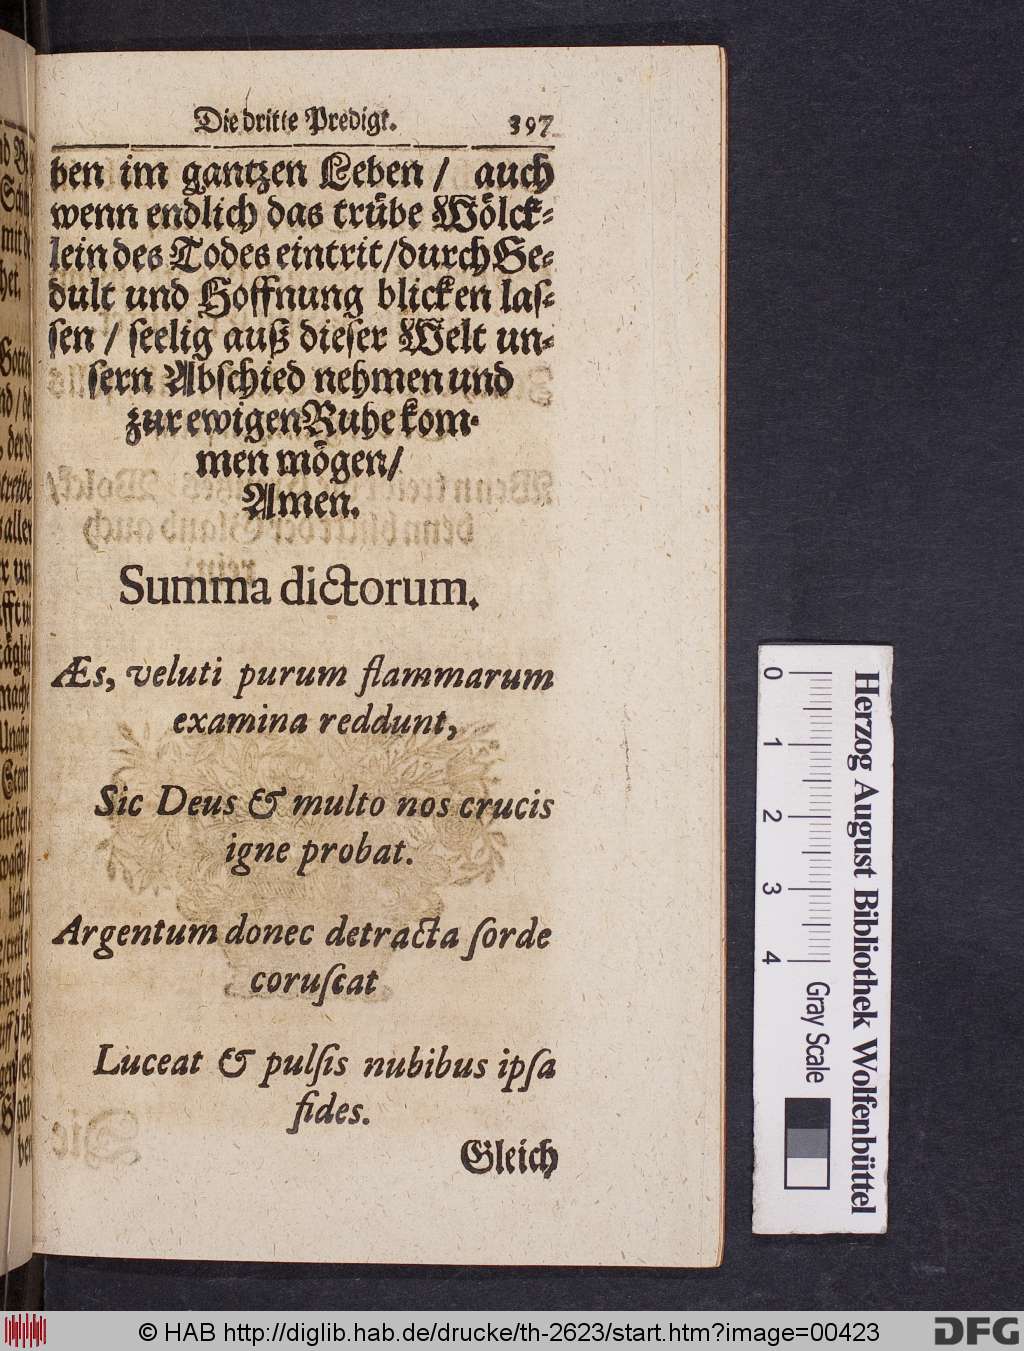 Die dritte Predigt. 397
ben im gantzen Leben / auch
wenn endlich das trübe Wölck-
lein des Todes eintrit/durch Ge-
dult und Hoffnung blicken las-
sen / seelig auß dieser Welt un-
sern Abschied nehmen und
zur ewigen Ruhe kom-
men mögen/
Amen.
Summa dictorum.
Æs, veluti purum flammarum
examina reddunt,
Sic Deus & multo nos crucis
igne probat.
Argentum donec detracta ſorde
coruſcat
Luceat & pulſis nubibus ipſa
fides.
Gleich
Herzog August Bibliothek Wolfenbüttel
0 1 2 3 4 Gray Scale
© HAB http://diglib.hab.de/drucke/th-2623/start.htm?image=00423
DFG